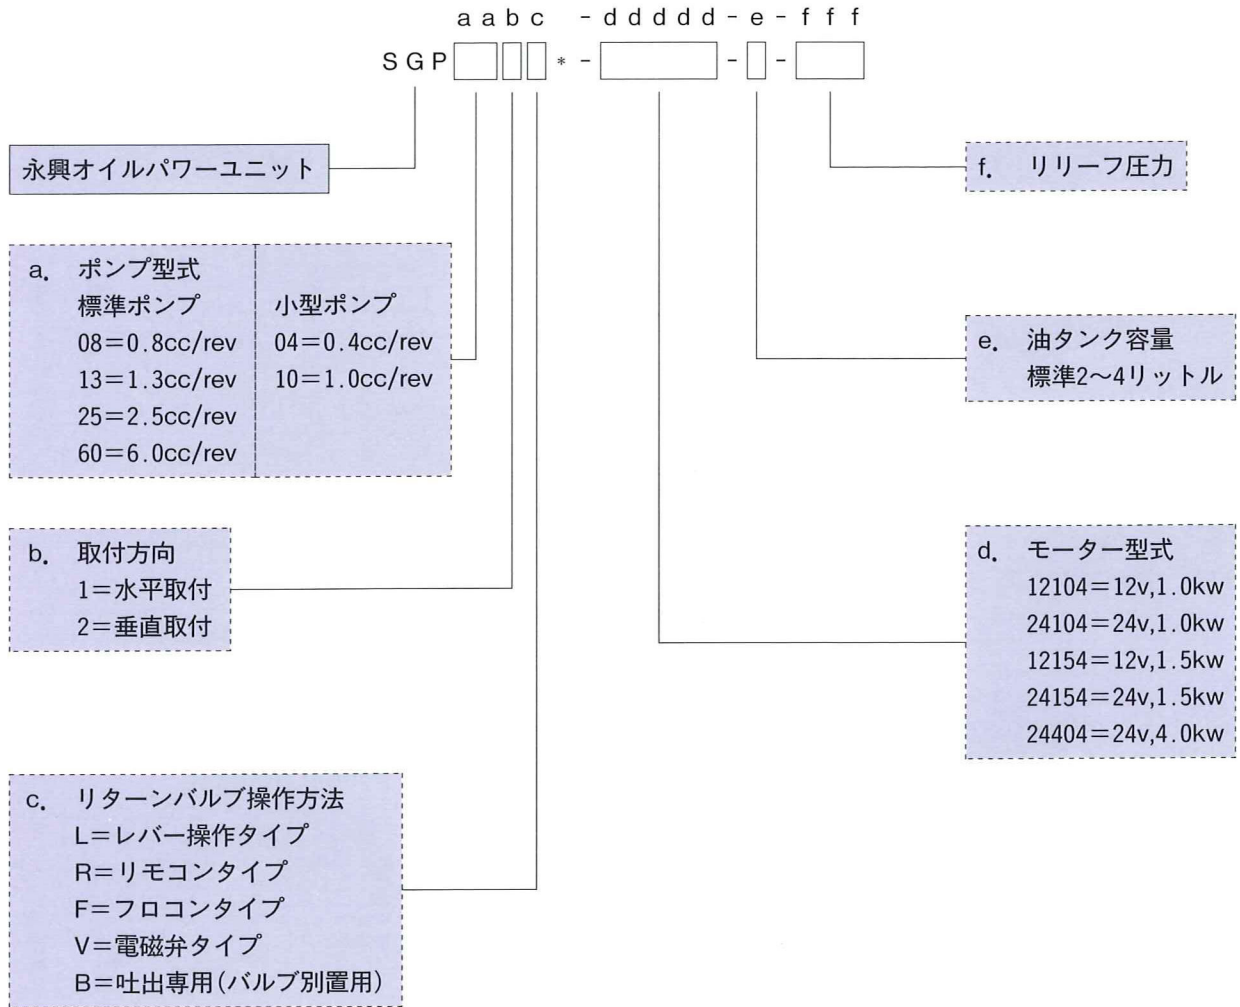 a a b c - d d d d d - e - f f f
S G P * - - -
永興オイルパワーユニット
f. リリーフ圧力
a. ポンプ型式
標準ポンプ 小型ポンプ
08=0.8cc/rev 04=0.4cc/rev
13=1.3cc/rev 10=1.0cc/rev
25=2.5cc/rev
60=6.0cc/rev
e. 油タンク容量
標準2〜4リットル
b. 取付方向
1=水平取付
2=垂直取付
d. モーター型式
12104=12v,1.0kw
24104=24v,1.0kw
12154=12v,1.5kw
24154=24v,1.5kw
24404=24v,4.0kw
c. リターンバルブ操作方法
L=レバー操作タイプ
R=リモコンタイプ
F=フロコンタイプ
V=電磁弁タイプ
B=吐出専用(バルブ別置用)